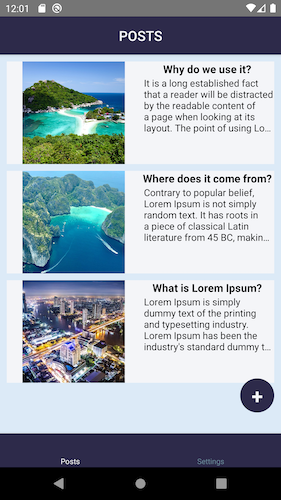 12:01
POSTS
Why do we use it?
It is a long established fact
that a reader will be distracted
by the readable content of
a page when looking at its
layout. The point of using Lo...
Where does it come from?
Contrary to popular belief,
Lorem Ipsum is not simply
random text. It has roots in
a piece of classical Latin
literature from 45 BC, makin...
What is Lorem Ipsum?
Lorem Ipsum is simply
dummy text of the printing
and typesetting industry.
Lorem Ipsum has been the
industry's standard dummy t...
+
Posts Settings